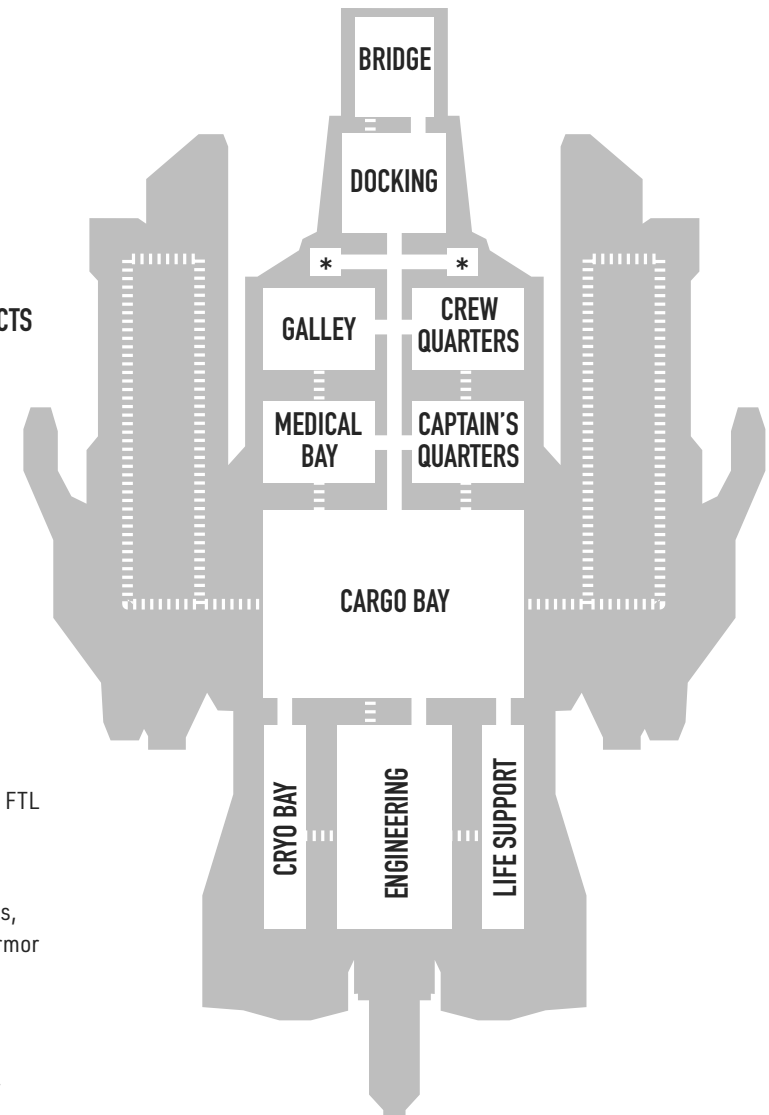 BRIDGE
DOCKING
*
*
CTS
GALLEY
CREW
QUARTERS
MEDICAL
BAY
CAPTAIN'S
QUARTERS
CARGO BAY
FTL
CRYO BAY
ENGINEERING
LIFE SUPPORT
s,
rmor